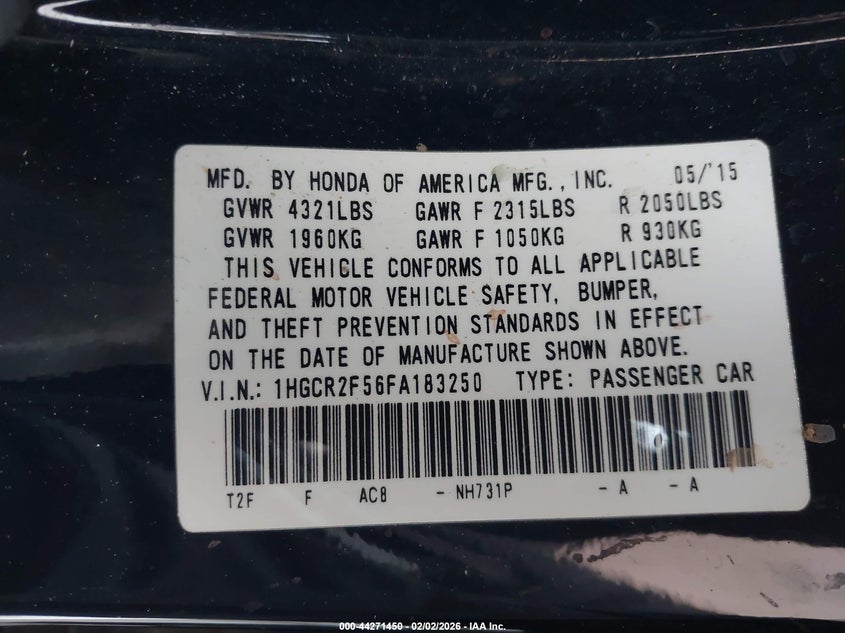 MFD. BY HONDA OF AMERICA MFG., INC. 05/'15
GVWR 4321LBS GAWR F 2315LBS R 2050LBS
GVWR 1960KG GAWR F 1050KG R 930KG
THIS VEHICLE CONFORMS TO ALL APPLICABLE
FEDERAL MOTOR VEHICLE SAFETY, BUMPER,
AND THEFT PREVENTION STANDARDS IN EFFECT
ON THE DATE OF MANUFACTURE SHOWN ABOVE.
V.I.N.: 1HGCR2F56FA183250 TYPE: PASSENGER CAR
T2F F AC8 - NH731P - A - A
000-44271450 - 02/02/2026 - IAA Inc.